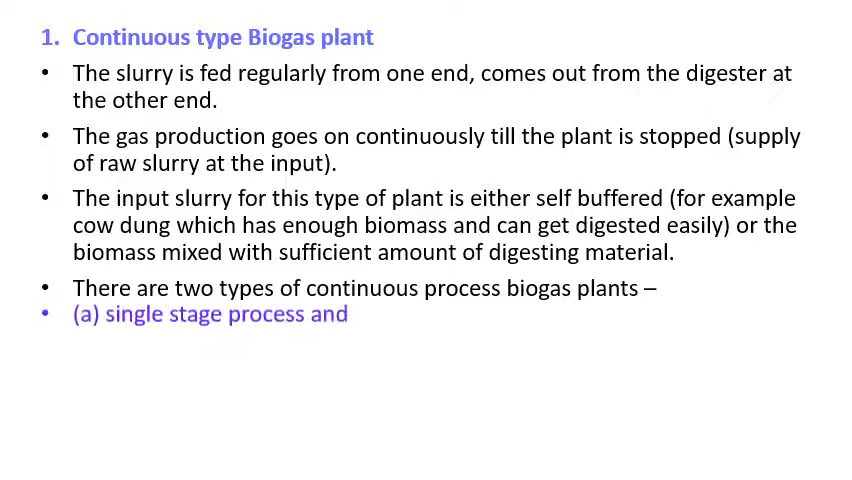 1. Continuous type Biogas plant
• The slurry is fed regularly from one end, comes out from the digester at
the other end.
• The gas production goes on continuously till the plant is stopped (supply
of raw slurry at the input).
• The input slurry for this type of plant is either self buffered (for example
cow dung which has enough biomass and can get digested easily) or the
biomass mixed with sufficient amount of digesting material.
• There are two types of continuous process biogas plants –
• (a) single stage process and